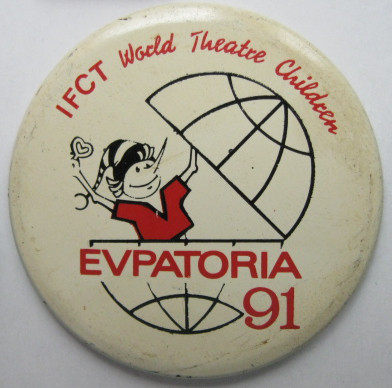 IFCT World Theatre Children
EVPATORIA
91